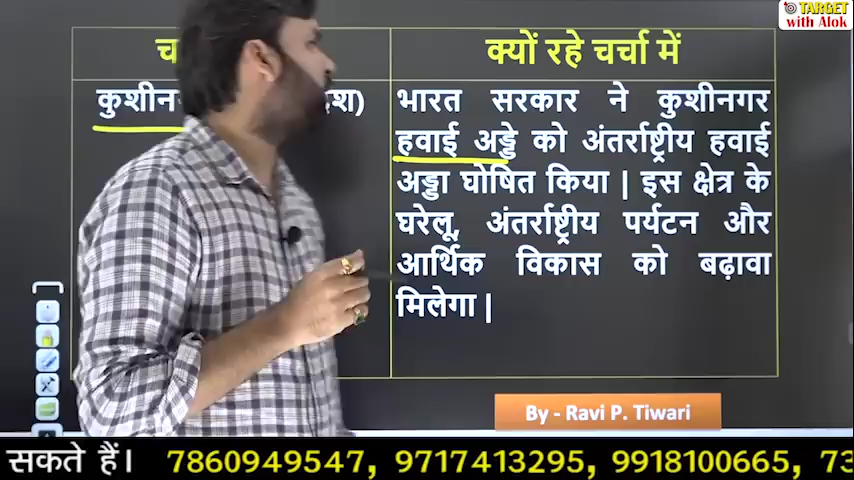 TARGET
with Alok
क्यों रहे चर्चा में
भारत सरकार ने कुशीनगर
हवाई अड्डे को अंतर्राष्ट्रीय हवाई
अड्डा घोषित किया | इस क्षेत्र के
घरेलू, अंतर्राष्ट्रीय पर्यटन और
आर्थिक विकास को बढ़ावा
मिलेगा |
By - Ravi P. Tiwari
सकते हैं। 7860949547, 9717413295, 9918100665,